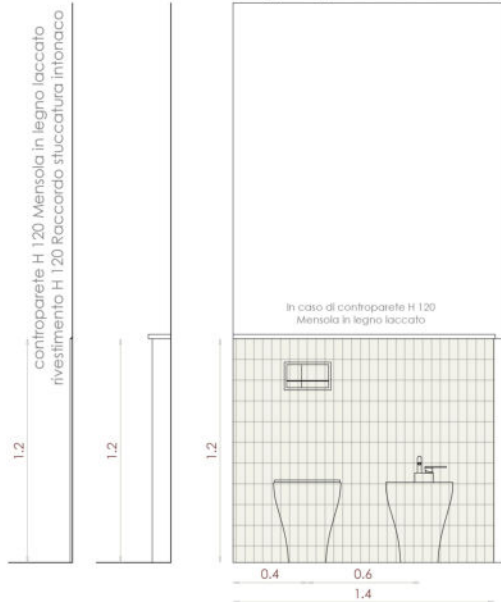 controparete H 120 Mensola in legno laccato
rivestimento H 120 Raccordo stuccatura intonaco
In caso di controparete H 120
Mensola in legno laccato
1.2
1.2
1.2
0.4
0.6
1.4